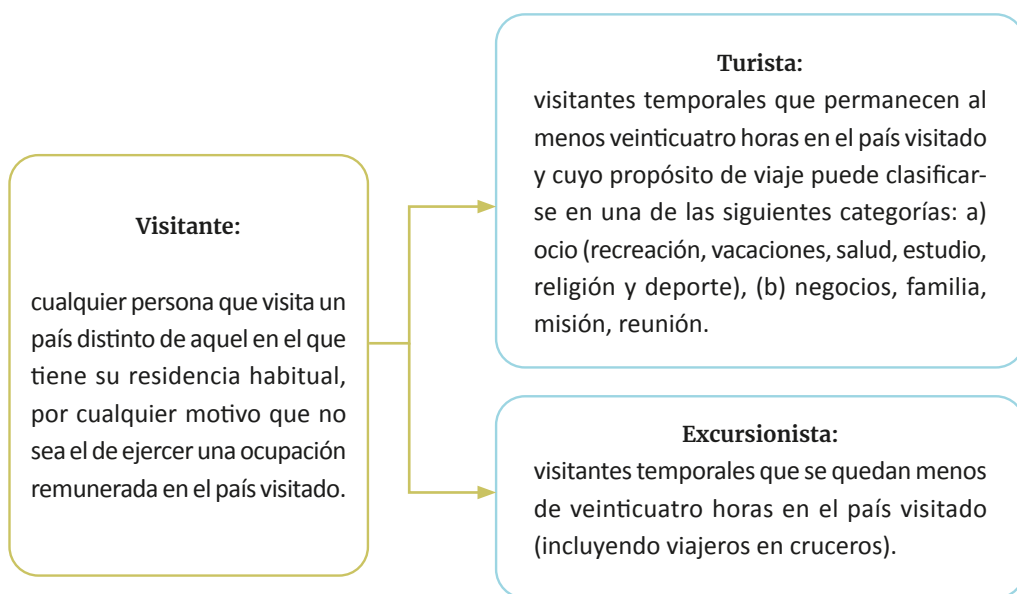 Visitante:
cualquier persona que visita un
país distinto de aquel en el que
tiene su residencia habitual,
por cualquier motivo que no
sea el de ejercer una ocupación
remunerada en el país visitado.
Turista:
visitantes temporales que permanecen al
menos veinticuatro horas en el país visitado
y cuyo propósito de viaje puede clasificar-
se en una de las siguientes categorías: a)
ocio (recreación, vacaciones, salud, estudio,
religión y deporte), (b) negocios, familia,
misión, reunión.
Excursionista:
visitantes temporales que se quedan menos
de veinticuatro horas en el país visitado
(incluyendo viajeros en cruceros).